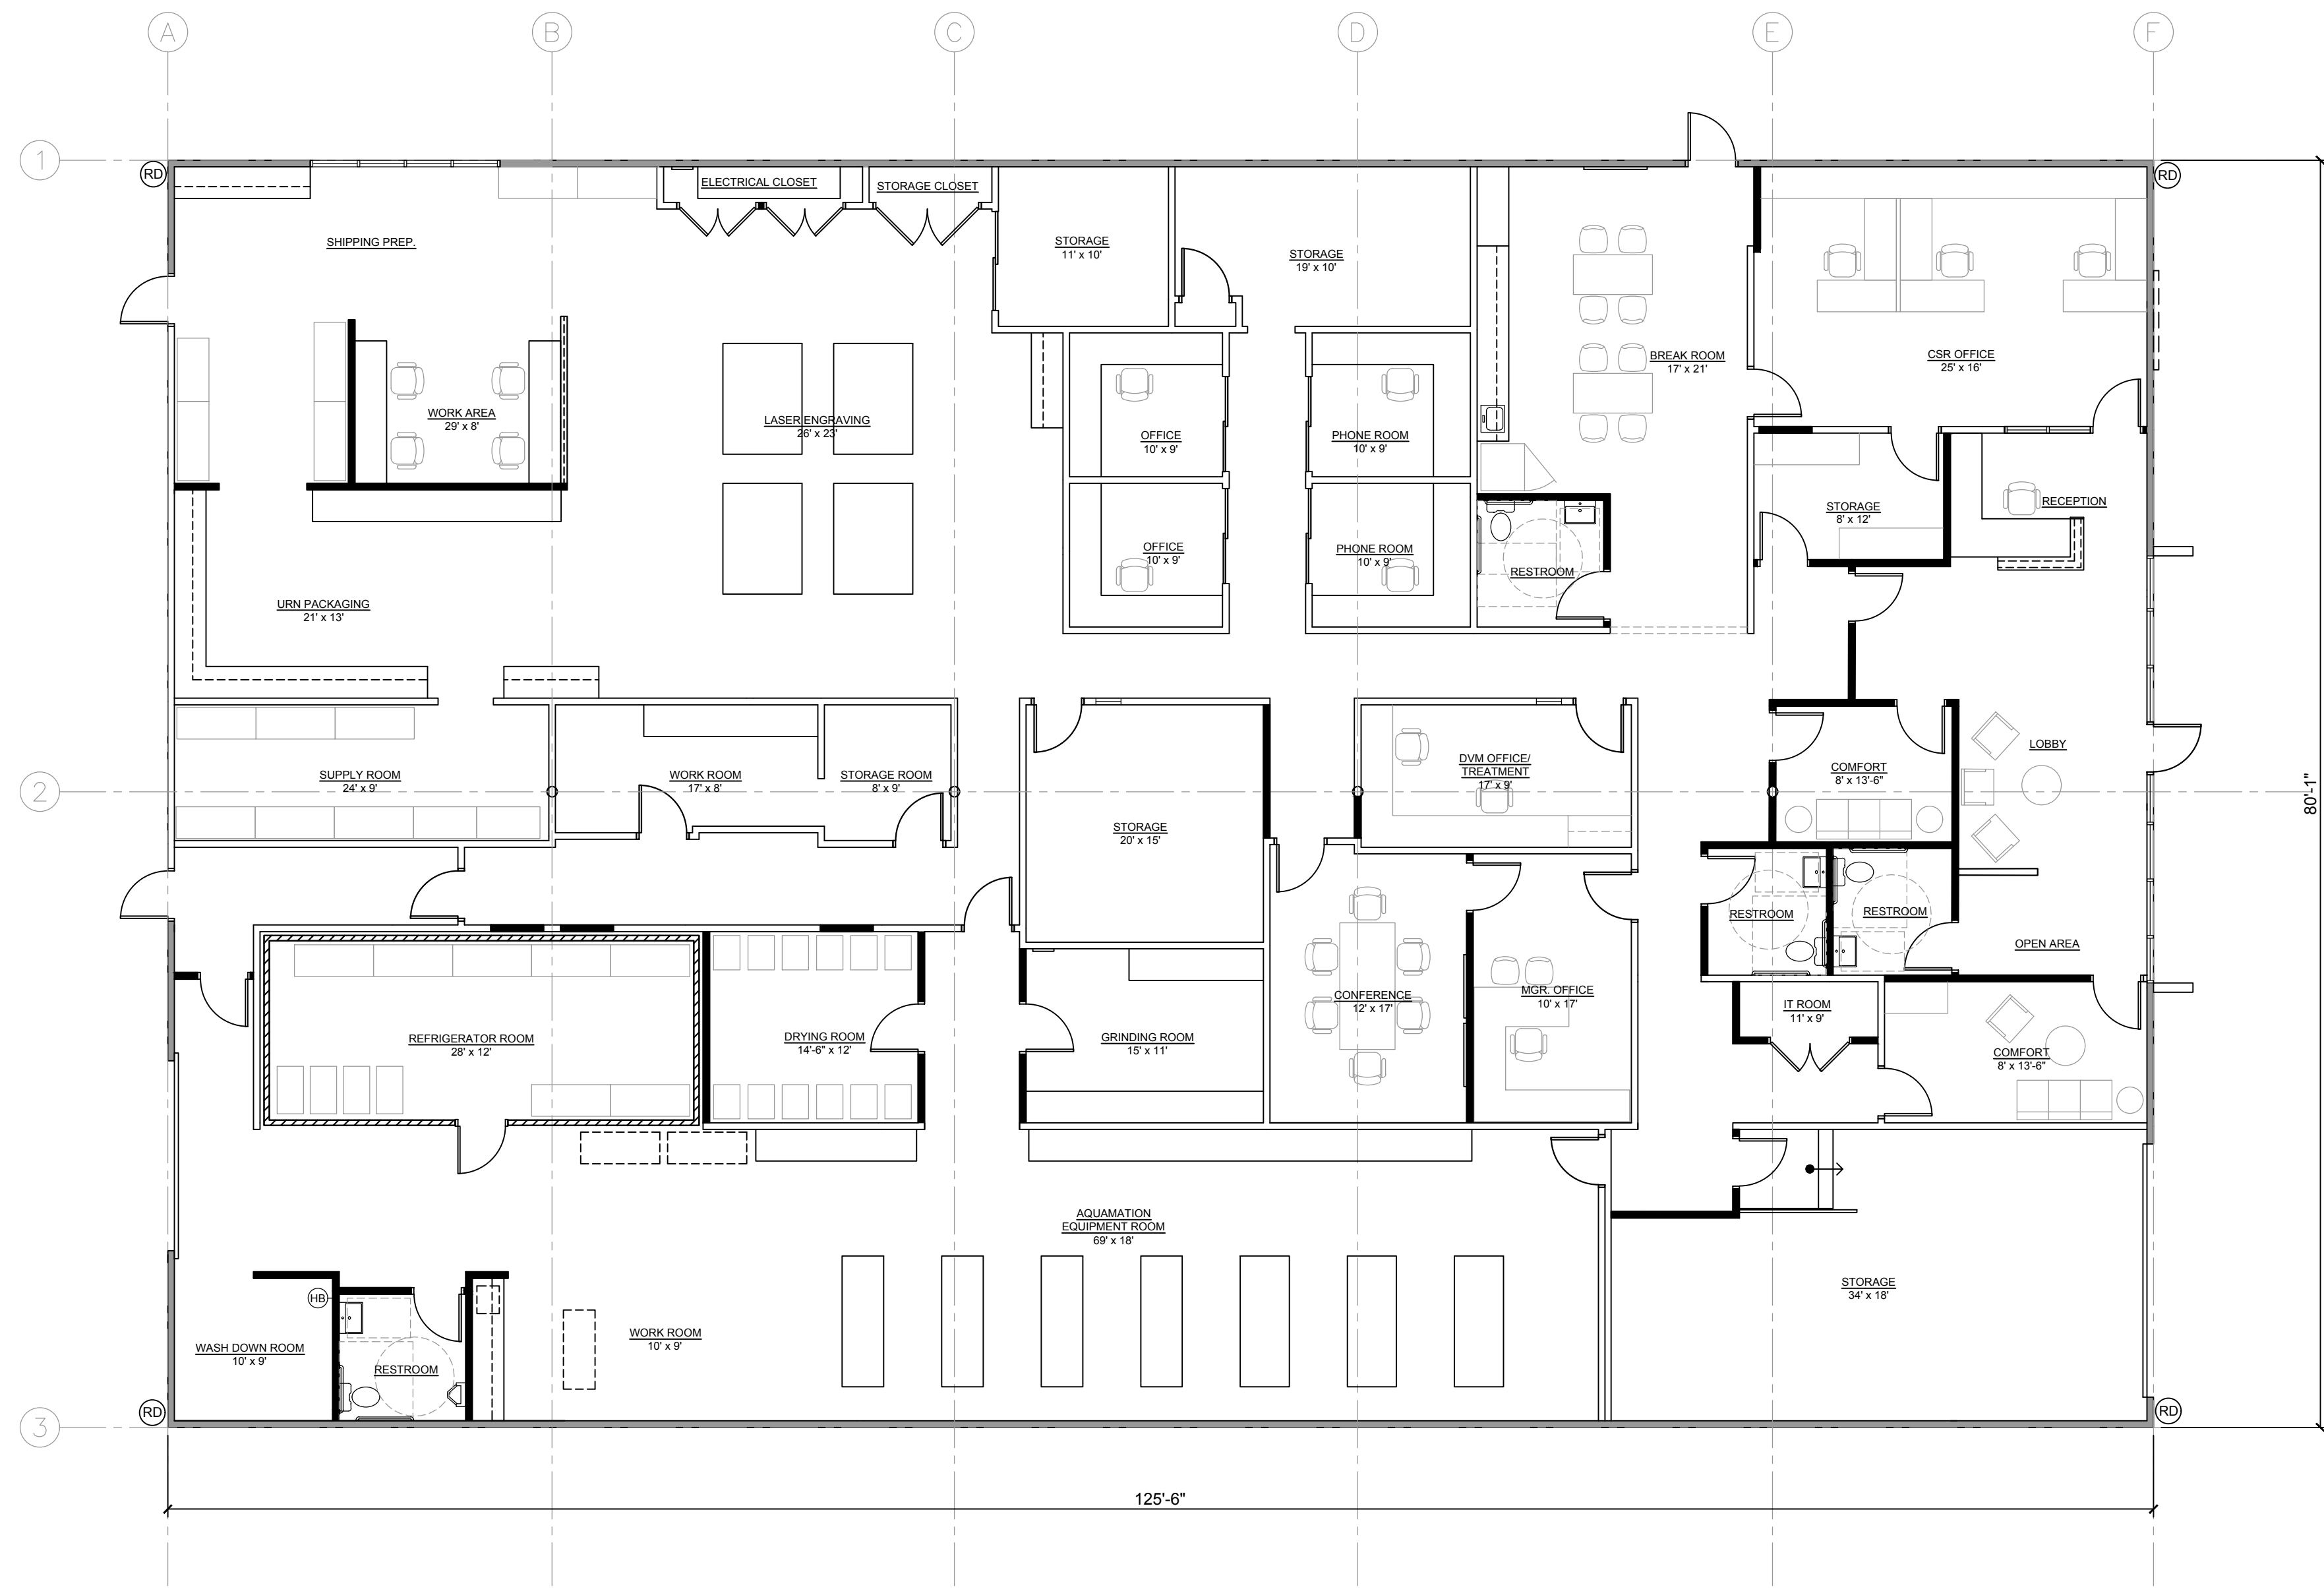 A
B
C
D
E
F
1
RD
RD
ELECTRICAL CLOSET
STORAGE CLOSET
SHIPPING PREP.
STORAGE
11' x 10'
STORAGE
19' x 10'
BREAK ROOM
17' x 21'
CSR OFFICE
25' x 16'
WORK AREA
29' x 8'
LASER ENGRAVING
26' x 23'
OFFICE
10' x 9'
PHONE ROOM
10' x 9'
STORAGE
8' x 12'
RECEPTION
OFFICE
10' x 9'
PHONE ROOM
10' x 9'
RESTROOM
URN PACKAGING
21' x 13'
2
SUPPLY ROOM
24' x 9'
WORK ROOM
17' x 8'
STORAGE ROOM
8' x 9'
STORAGE
20' x 15'
DVM OFFICE/
TREATMENT
17' x 9'
COMFORT
8' x 13'-6"
LOBBY
80'-1"
RESTROOM
RESTROOM
OPEN AREA
REFRIGERATOR ROOM
28' x 12'
DRYING ROOM
14'-6" x 12'
GRINDING ROOM
15' x 11'
CONFERENCE
12' x 17'
MGR. OFFICE
10' x 17'
IT ROOM
11' x 9'
COMFORT
8' x 13'-6"
AQUAMATION
EQUIPMENT ROOM
69' x 18'
STORAGE
34' x 18'
HB
WASH DOWN ROOM
10' x 9'
RESTROOM
WORK ROOM
10' x 9'
RD
RD
3
125'-6"